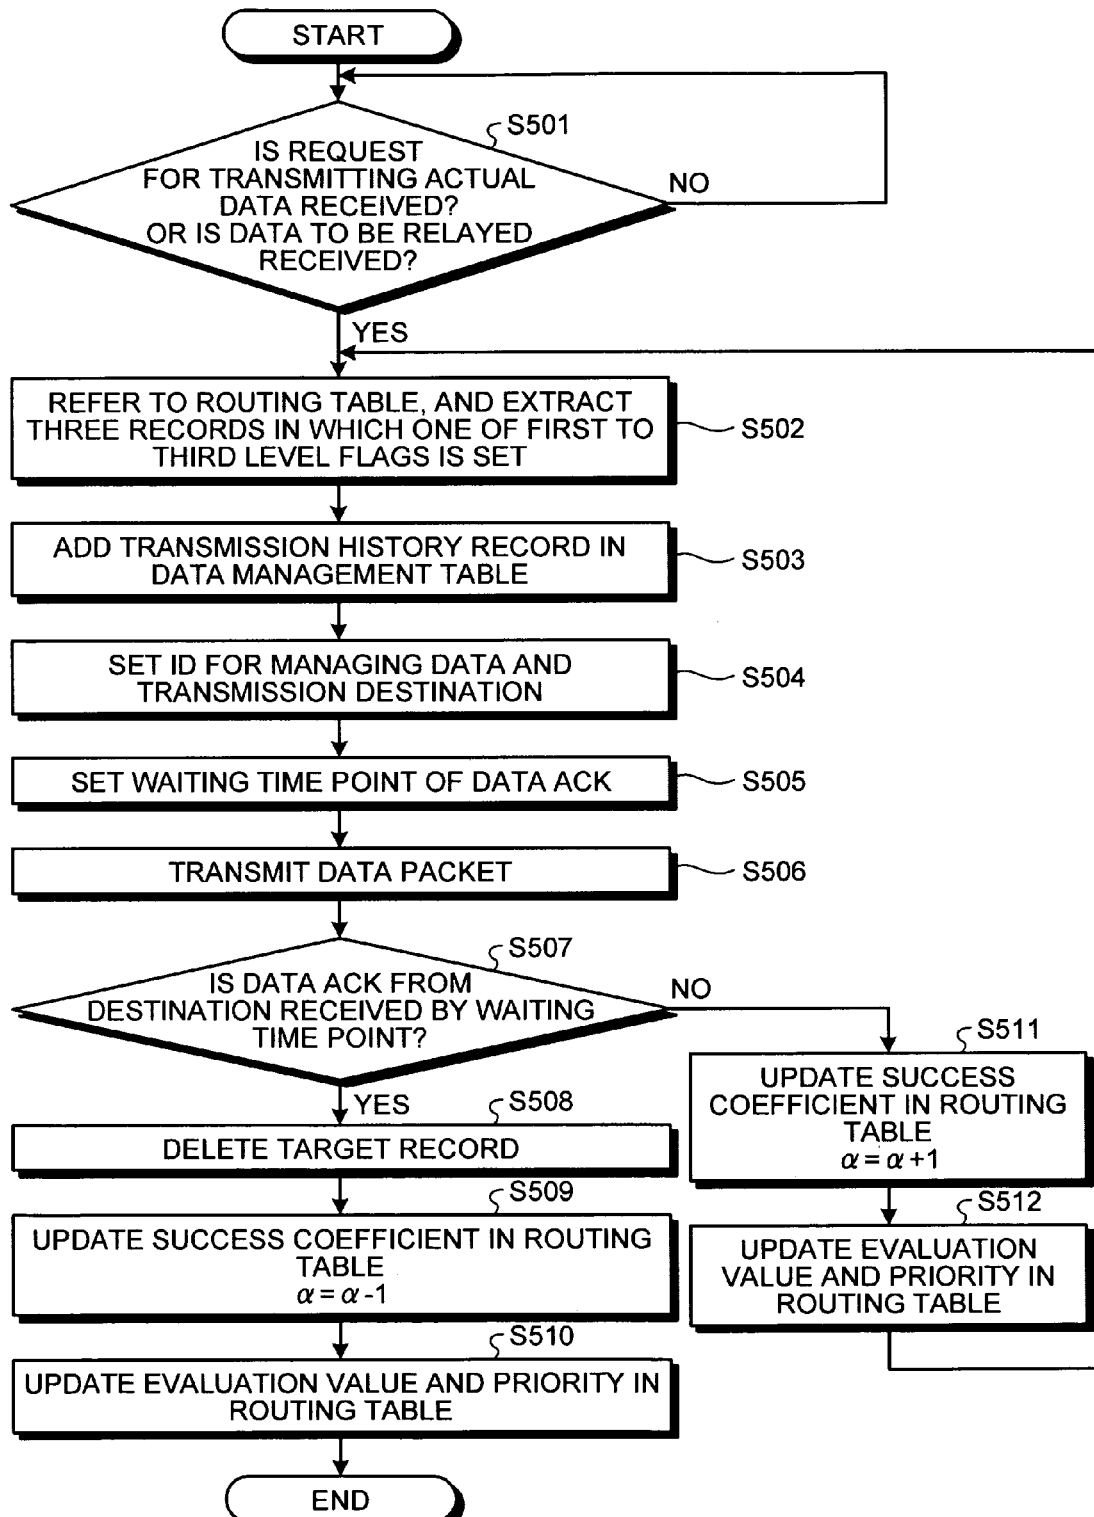 START
S501
IS REQUEST
FOR TRANSMITTING ACTUAL
DATA RECEIVED?
OR IS DATA TO BE RELAYED
RECEIVED?
NO
YES
REFER TO ROUTING TABLE, AND EXTRACT
THREE RECORDS IN WHICH ONE OF FIRST TO
THIRD LEVEL FLAGS IS SET
S502
ADD TRANSMISSION HISTORY RECORD IN
DATA MANAGEMENT TABLE
S503
SET ID FOR MANAGING DATA AND
TRANSMISSION DESTINATION
S504
SET WAITING TIME POINT OF DATA ACK
S505
TRANSMIT DATA PACKET
S506
S507
IS DATA ACK FROM
DESTINATION RECEIVED BY WAITING
TIME POINT?
NO
YES
S508
DELETE TARGET RECORD
S509
UPDATE SUCCESS COEFFICIENT IN ROUTING
TABLE
α = α -1
S510
UPDATE EVALUATION VALUE AND PRIORITY IN
ROUTING TABLE
S511
UPDATE SUCCESS
COEFFICIENT IN ROUTING
TABLE
α = α +1
S512
UPDATE EVALUATION
VALUE AND PRIORITY IN
ROUTING TABLE
END